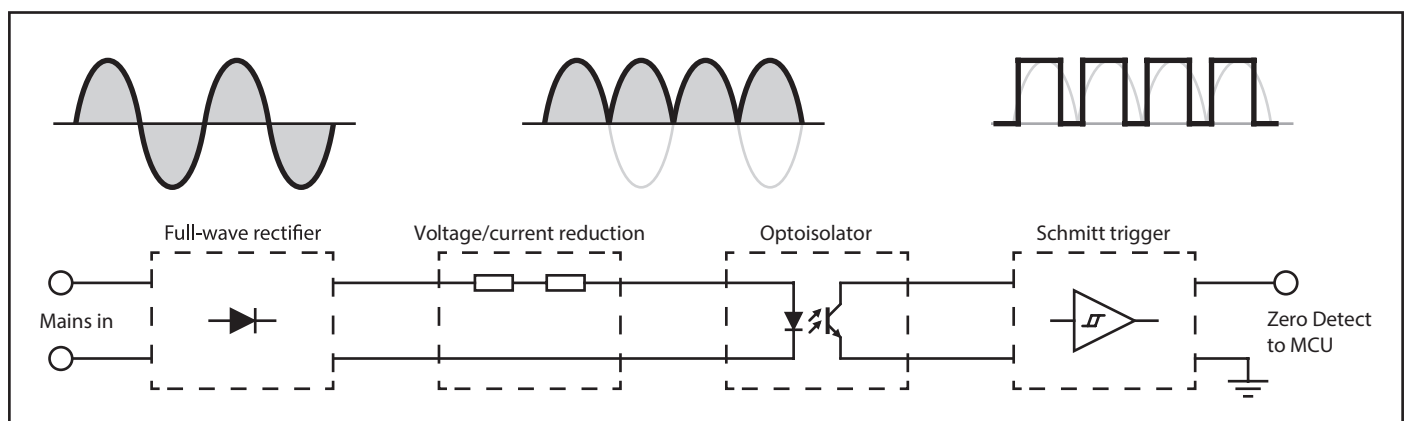 Full-wave rectifier
Voltage/current reduction
Optoisolator
Schmitt trigger
Mains in
Zero Detect
to MCU